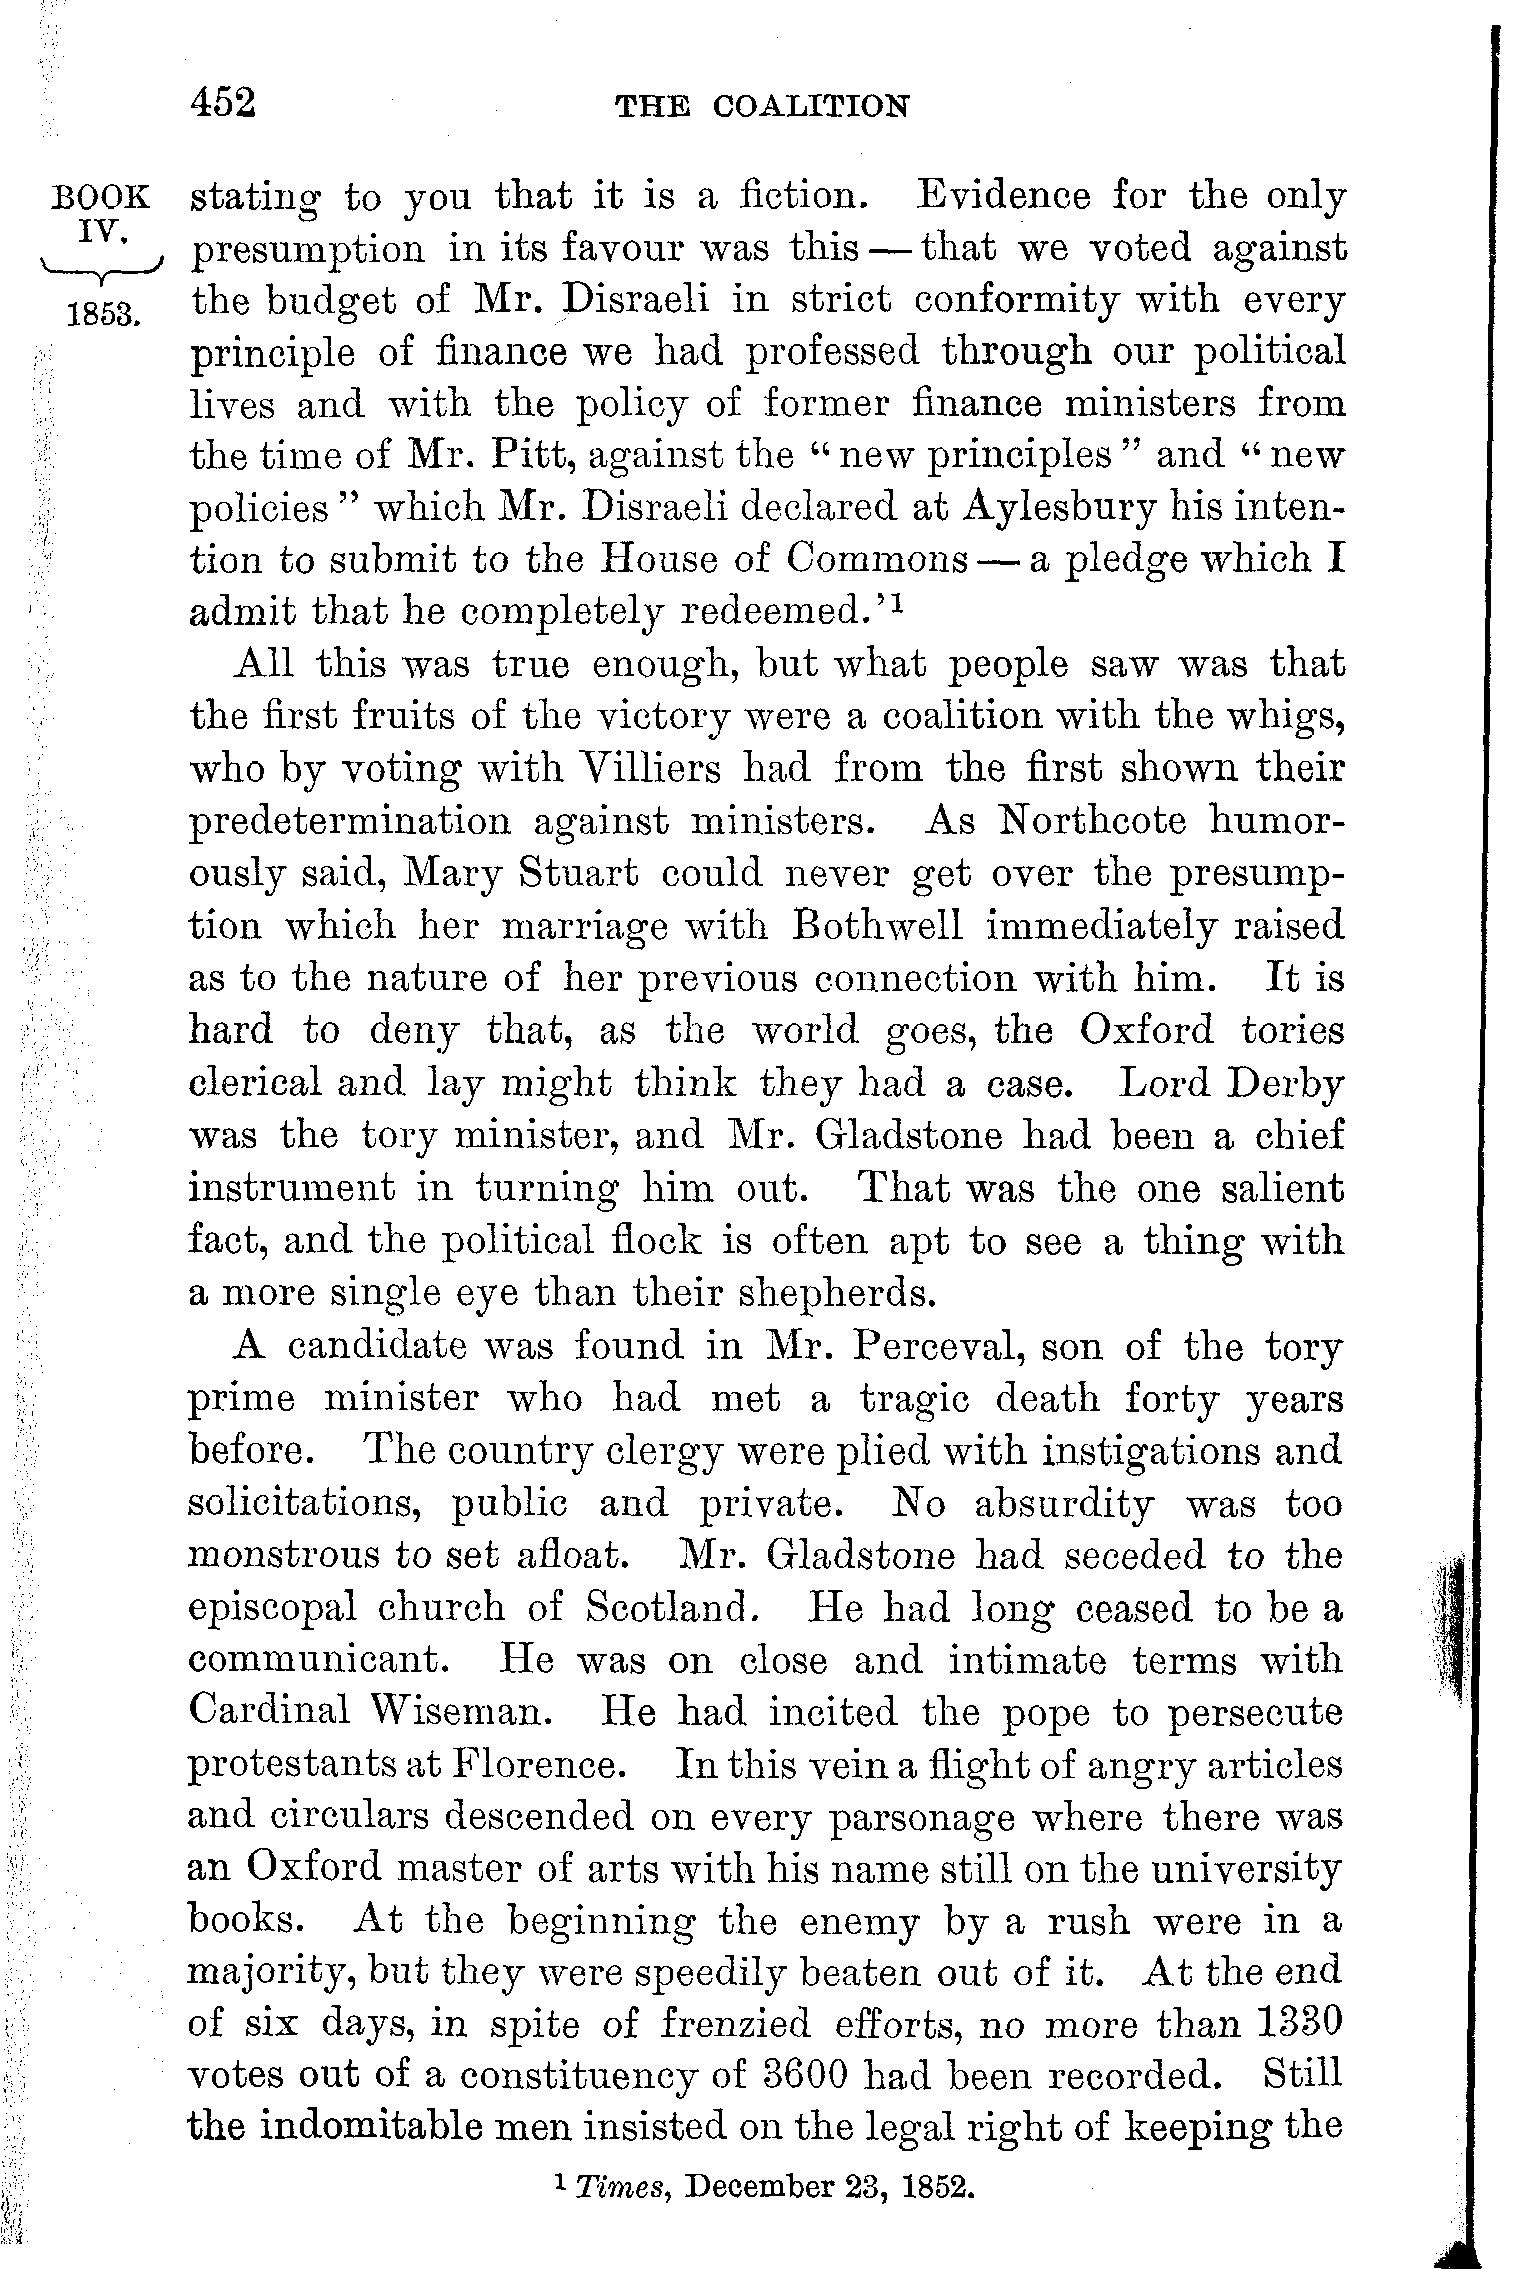 452 THE COALITION
BOOK IV. 1853.
stating to you that it is a fiction. Evidence for the only
presumption in its favour was this — that we voted against
the budget of Mr. Disraeli in strict conformity with every
principle of finance we had professed through our political
lives and with the policy of former finance ministers from
the time of Mr. Pitt, against the “ new principles ” and “ new
policies ” which Mr. Disraeli declared at Aylesbury his inten-
tion to submit to the House of Commons — a pledge which I
admit that he completely redeemed.’1
All this was true enough, but what people saw was that
the first fruits of the victory were a coalition with the whigs,
who by voting with Villiers had from the first shown their
predetermination against ministers. As Northcote humor-
ously said, Mary Stuart could never get over the presump-
tion which her marriage with Bothwell immediately raised
as to the nature of her previous connection with him. It is
hard to deny that, as the world goes, the Oxford tories
clerical and lay might think they had a case. Lord Derby
was the tory minister, and Mr. Gladstone had been a chief
instrument in turning him out. That was the one salient
fact, and the political flock is often apt to see a thing with
a more single eye than their shepherds.
A candidate was found in Mr. Perceval, son of the tory
prime minister who had met a tragic death forty years
before. The country clergy were plied with instigations and
solicitations, public and private. No absurdity was too
monstrous to set afloat. Mr. Gladstone had seceded to the
episcopal church of Scotland. He had long ceased to be a
communicant. He was on close and intimate terms with
Cardinal Wiseman. He had incited the pope to persecute
protestants at Florence. In this vein a flight of angry articles
and circulars descended on every parsonage where there was
an Oxford master of arts with his name still on the university
books. At the beginning the enemy by a rush were in a
majority, but they were speedily beaten out of it. At the end
of six days, in spite of frenzied efforts, no more than 1330
votes out of a constituency of 3600 had been recorded. Still
the indomitable men insisted on the legal right of keeping the
1 Times, December 23, 1852.